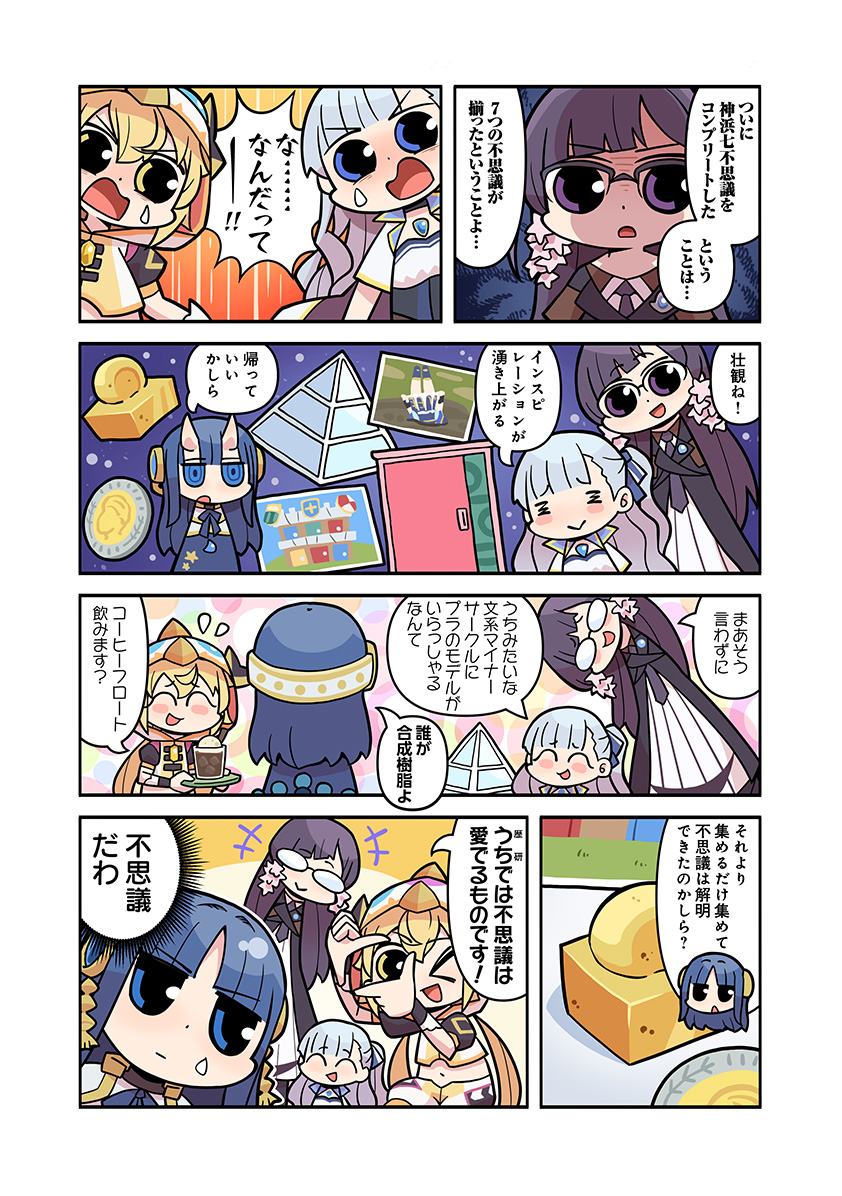 ついに
神浜七不思議を
コンプリートした
という
ことは…
7つの不思議が
揃ったということよ…
な……
なんだって
ーー!!
壮観ね!
インスピ
レーションが
湧き上がる
帰って
いい
かしら
まあそう
言わずに
うちみたいな
文系マイナー
サークルに
プラのモデルが
いらっしゃる
なんて
誰が
合成樹脂よ
コーヒーフロート
飲みます?
それより
集めるだけ集めて
不思議は解明
できたのかしら?
歴研
うちでは不思議は
愛でるものです!
不思議
だわ